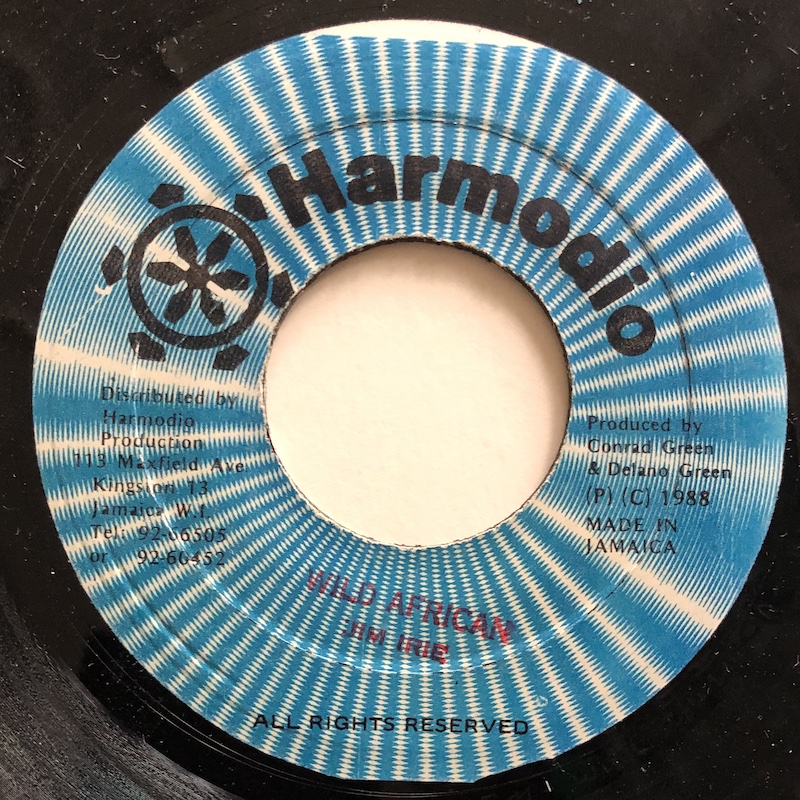 Harmodio
Distributed by
Harmodio
Production
113 Maxfield Ave
Kingston 13
Jamaica W.I.
Tel: 92-66505
or 92-60452
Produced by
Conrad Green
& Delano Green
(P) (C) 1988
MADE IN
JAMAICA
WILD AFRICAN
JIM IRIE
ALL RIGHTS RESERVED